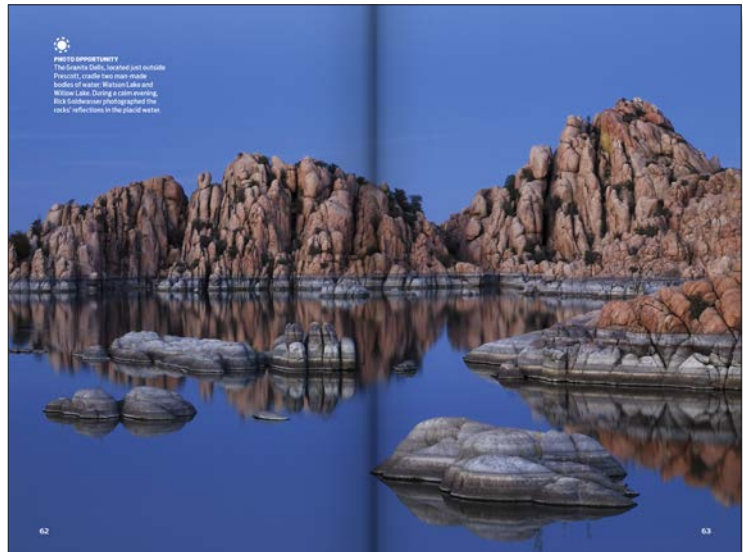 PHOTO OPPORTUNITY
The Granite Dells, located just outside
Prescott, cradle two man-made
bodies of water: Watson Lake and
Willow Lake. During a calm evening,
Rick Goldwasser photographed the
rocks' reflections in the placid water.
62
63